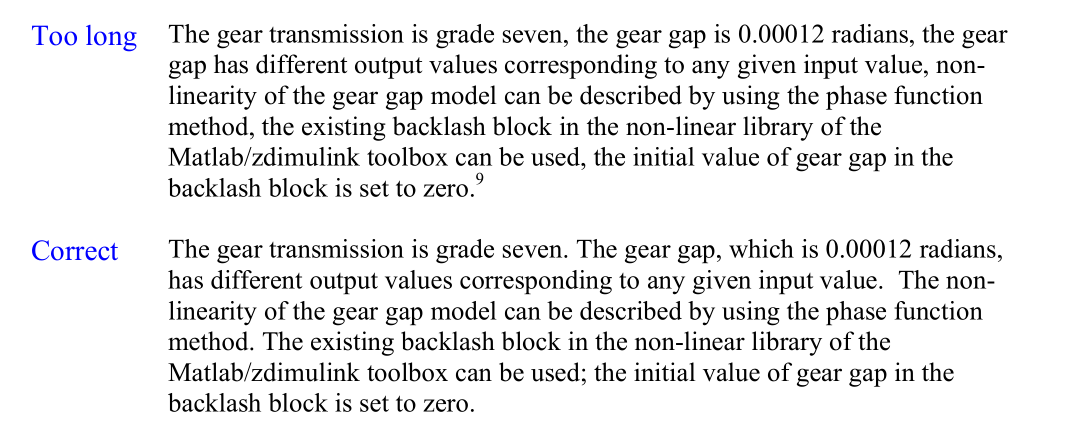 Too long The gear transmission is grade seven, the gear gap is 0.00012 radians, the gear
gap has different output values corresponding to any given input value, non-
linearity of the gear gap model can be described by using the phase function
method, the existing backlash block in the non-linear library of the
Matlab/zdimulink toolbox can be used, the initial value of gear gap in the
backlash block is set to zero.9
Correct The gear transmission is grade seven. The gear gap, which is 0.00012 radians,
has different output values corresponding to any given input value.  The non-
linearity of the gear gap model can be described by using the phase function
method. The existing backlash block in the non-linear library of the
Matlab/zdimulink toolbox can be used; the initial value of gear gap in the
backlash block is set to zero.